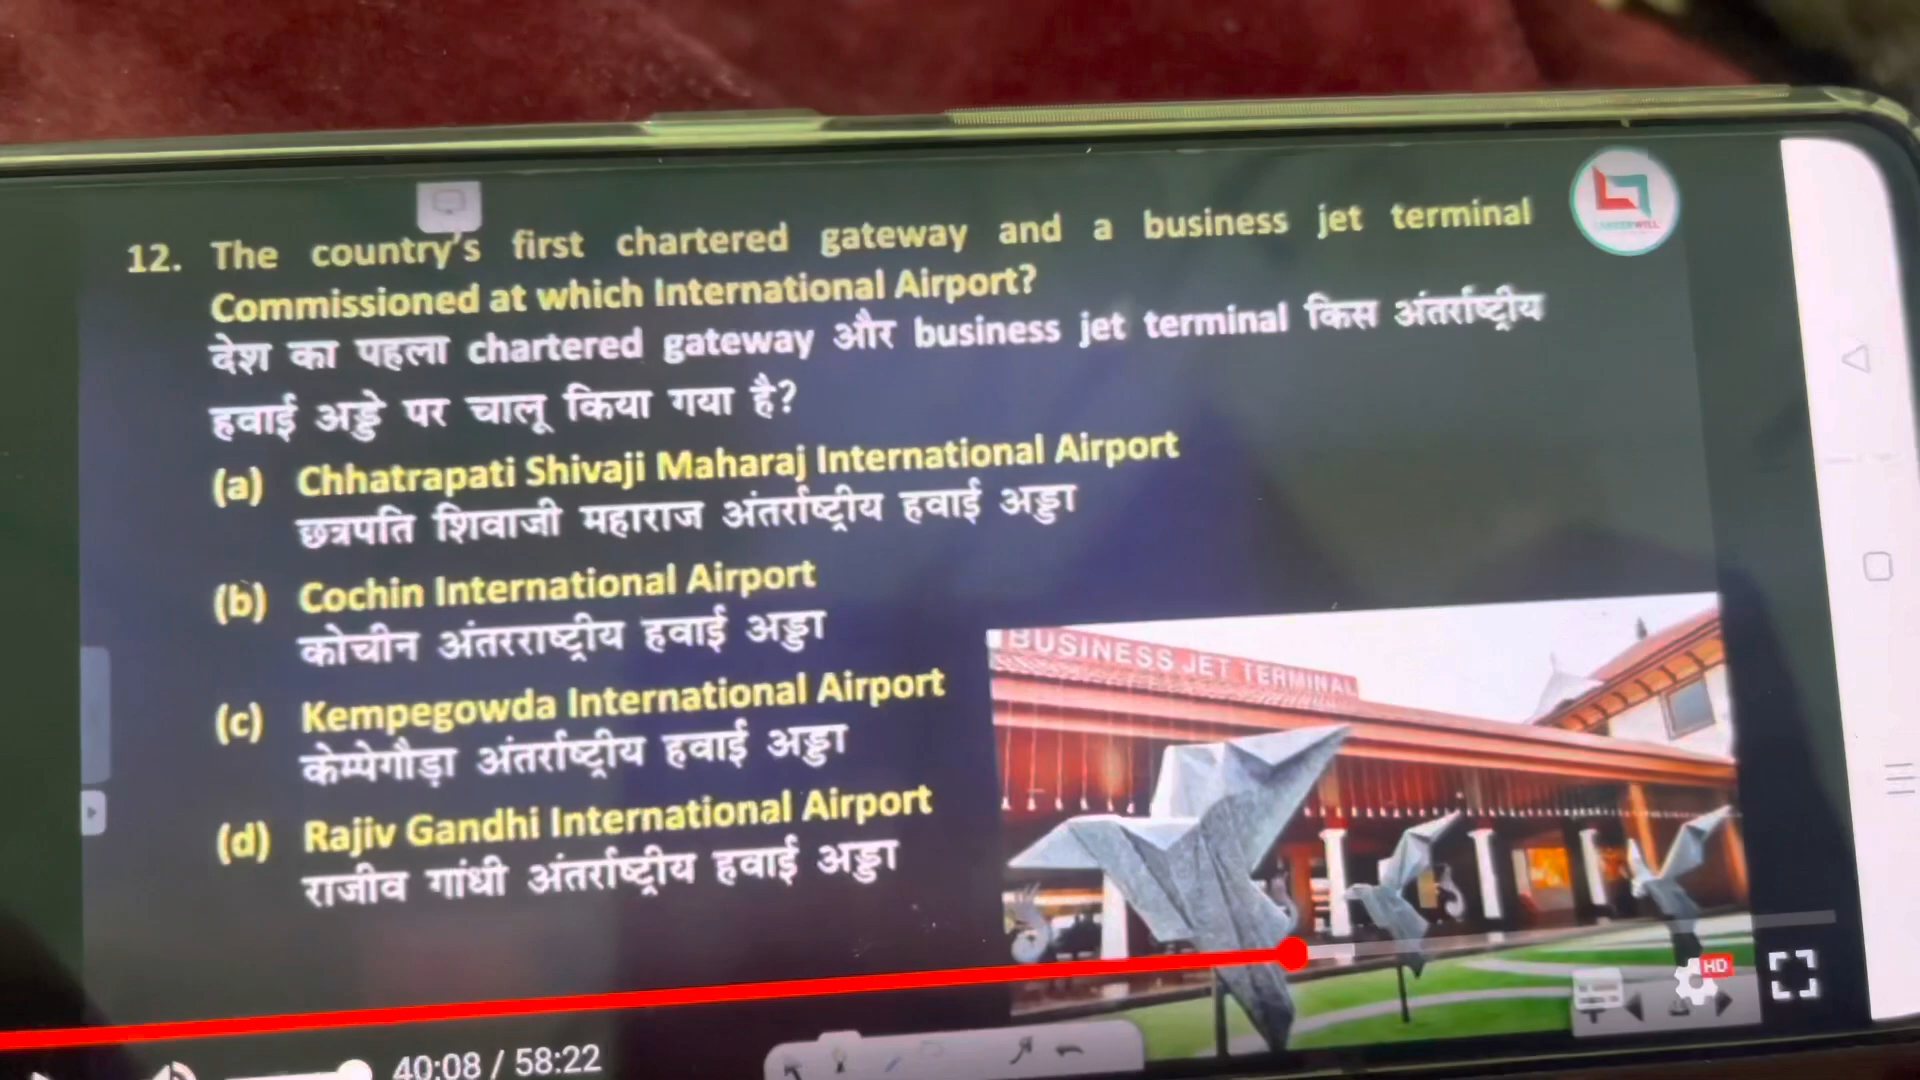 12. The country's first chartered gateway and a business jet terminal
Commissioned at which International Airport?
देश का पहला chartered gateway और business jet terminal किस अंतर्राष्ट्रीय
हवाई अड्डे पर चालू किया गया है?
(a) Chhatrapati Shivaji Maharaj International Airport
छत्रपति शिवाजी महाराज अंतर्राष्ट्रीय हवाई अड्डा
(b) Cochin International Airport
कोचीन अंतरराष्ट्रीय हवाई अड्डा
(c) Kempegowda International Airport
केम्पेगौड़ा अंतर्राष्ट्रीय हवाई अड्डा
(d) Rajiv Gandhi International Airport
राजीव गांधी अंतर्राष्ट्रीय हवाई अड्डा
BUSINESS JET TERMINAL
HD
40:08 / 58:22